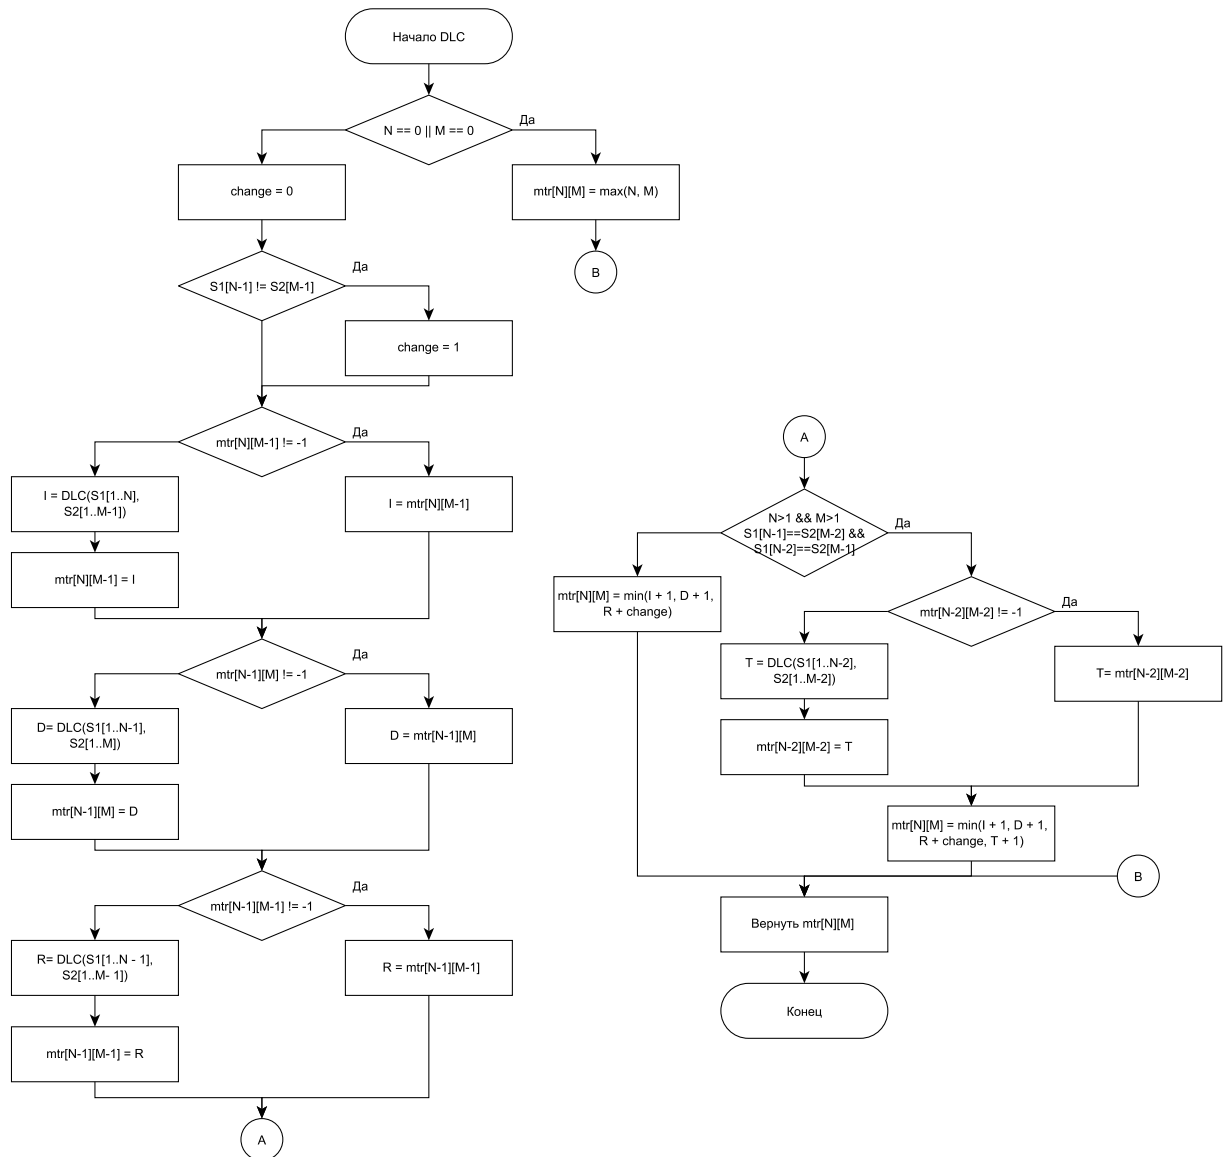 Начало DLC
N == 0 || M == 0
Да
change = 0
mtr[N][M] = max(N, M)
B
S1[N-1] != S2[M-1]
Да
change = 1
mtr[N][M-1] != -1
Да
I = DLC(S1[1..N],
S2[1..M-1])
I = mtr[N][M-1]
mtr[N][M-1] = I
mtr[N-1][M] != -1
Да
D= DLC(S1[1..N-1],
S2[1..M])
D = mtr[N-1][M]
mtr[N-1][M] = D
mtr[N-1][M-1] != -1
Да
R= DLC(S1[1..N - 1],
S2[1..M- 1])
R = mtr[N-1][M-1]
mtr[N-1][M-1] = R
A
A
N>1 && M>1
S1[N-1]==S2[M-2] &&
S1[N-2]==S2[M-1]
Да
mtr[N][M] = min(I + 1, D + 1,
R + change)
mtr[N-2][M-2] != -1
Да
T = DLC(S1[1..N-2],
S2[1..M-2])
T= mtr[N-2][M-2]
mtr[N-2][M-2] = T
mtr[N][M] = min(I + 1, D + 1,
R + change, T + 1)
B
Вернуть mtr[N][M]
Конец